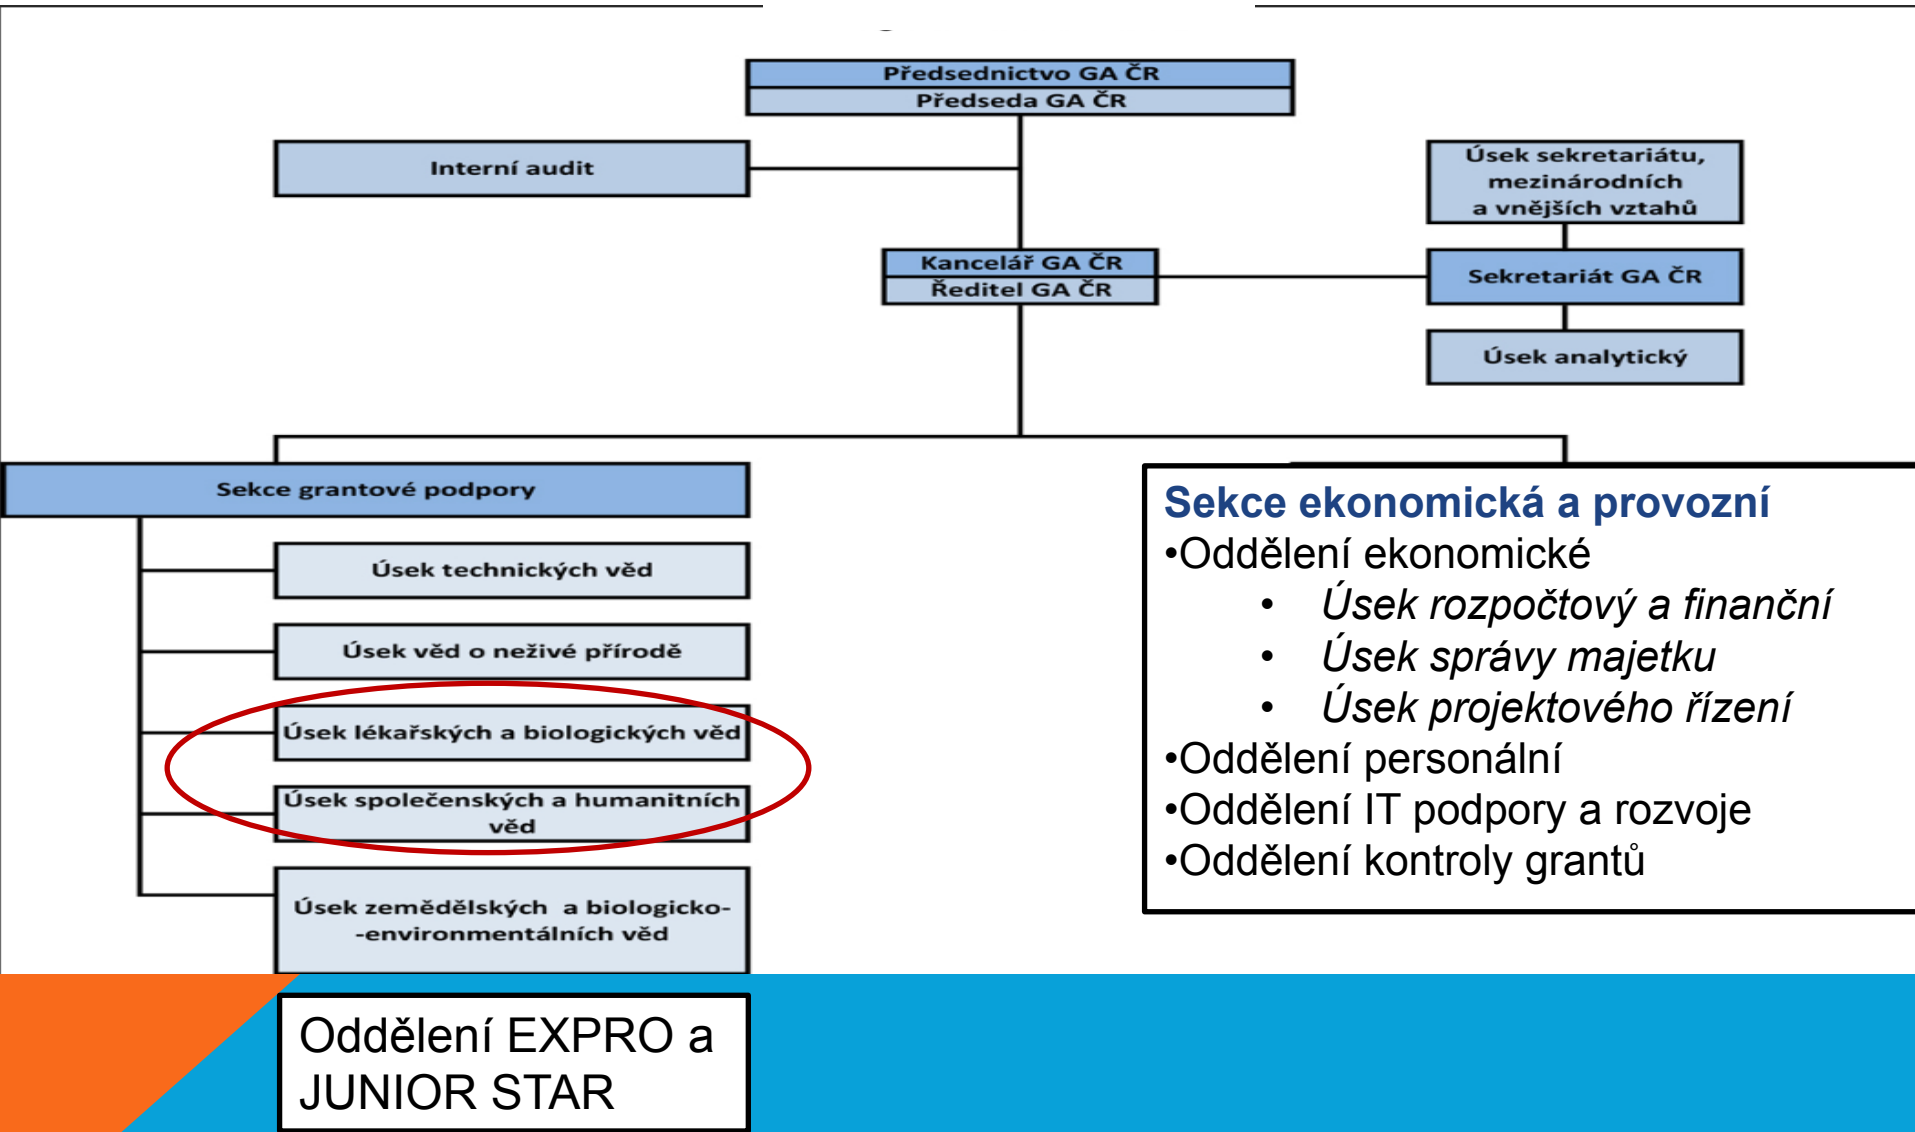 Předsednictvo GA ČR
Předseda GA ČR
Interní audit
Úsek sekretariátu,
mezinárodních
a vnějších vztahů
Kancelář GA ČR
Ředitel GA ČR
Sekretariát GA ČR
Úsek analytický
Sekce grantové podpory
Úsek technických věd
Úsek věd o neživé přírodě
Úsek lékařských a biologických věd
Úsek společenských a humanitních
věd
Úsek zemědělských a biologicko-
-environmentálních věd
Oddělení EXPRO a
JUNIOR STAR
Sekce ekonomická a provozní
•Oddělení ekonomické
• Úsek rozpočtový a finanční
• Úsek správy majetku
• Úsek projektového řízení
•Oddělení personální
•Oddělení IT podpory a rozvoje
•Oddělení kontroly grantů